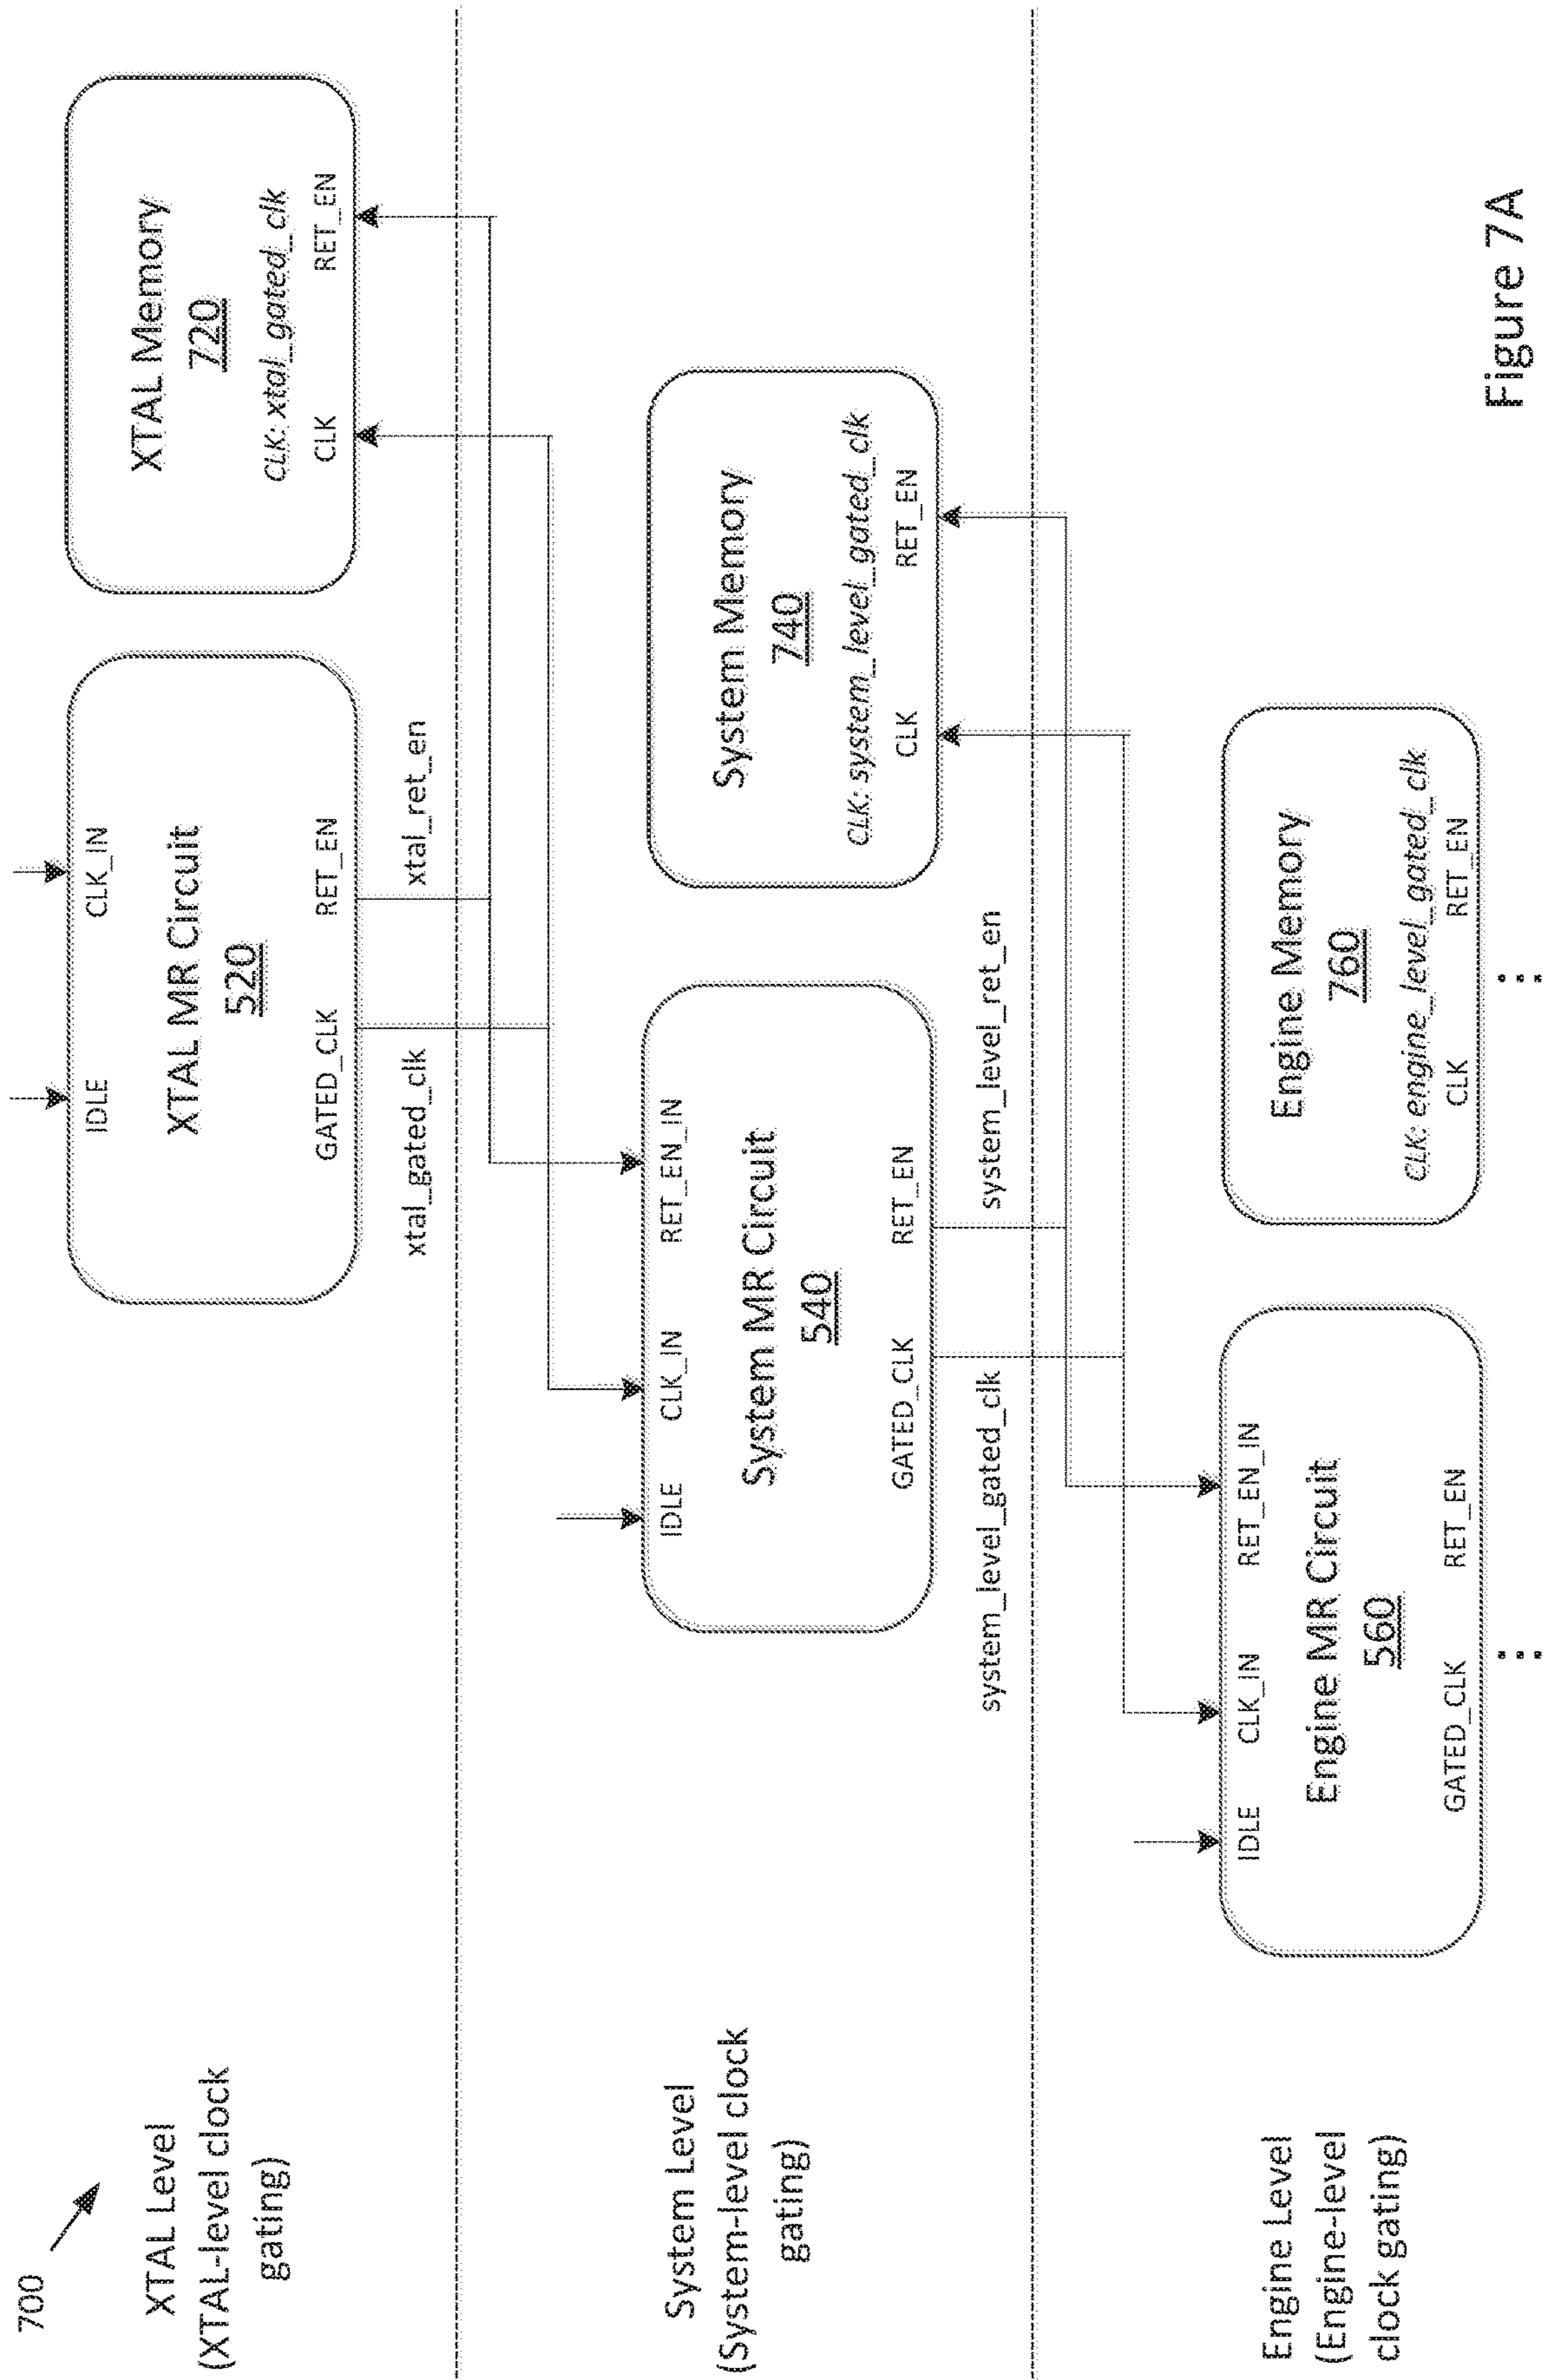 700
XTAL Level
(XTAL-level clock
gating)
IDLE
CLK_IN
XTAL MR Circuit
520
GATED_CLK
RET_EN
XTAL Memory
720
CLK: xtal_gated_clk
CLK
RET_EN
xtal_gated_clk
xtal_ret_en
System Level
(System-level clock
gating)
IDLE
CLK_IN
RET_EN_IN
System MR Circuit
540
GATED_CLK
RET_EN
System Memory
740
CLK: system_level_gated_clk
CLK
RET_EN
system_level_gated_clk
system_level_ret_en
Engine Level
(Engine-level
clock gating)
IDLE
CLK_IN
RET_EN_IN
Engine MR Circuit
560
GATED_CLK
RET_EN
Engine Memory
760
CLK: engine_level_gated_clk
CLK
RET_EN
Figure 7A